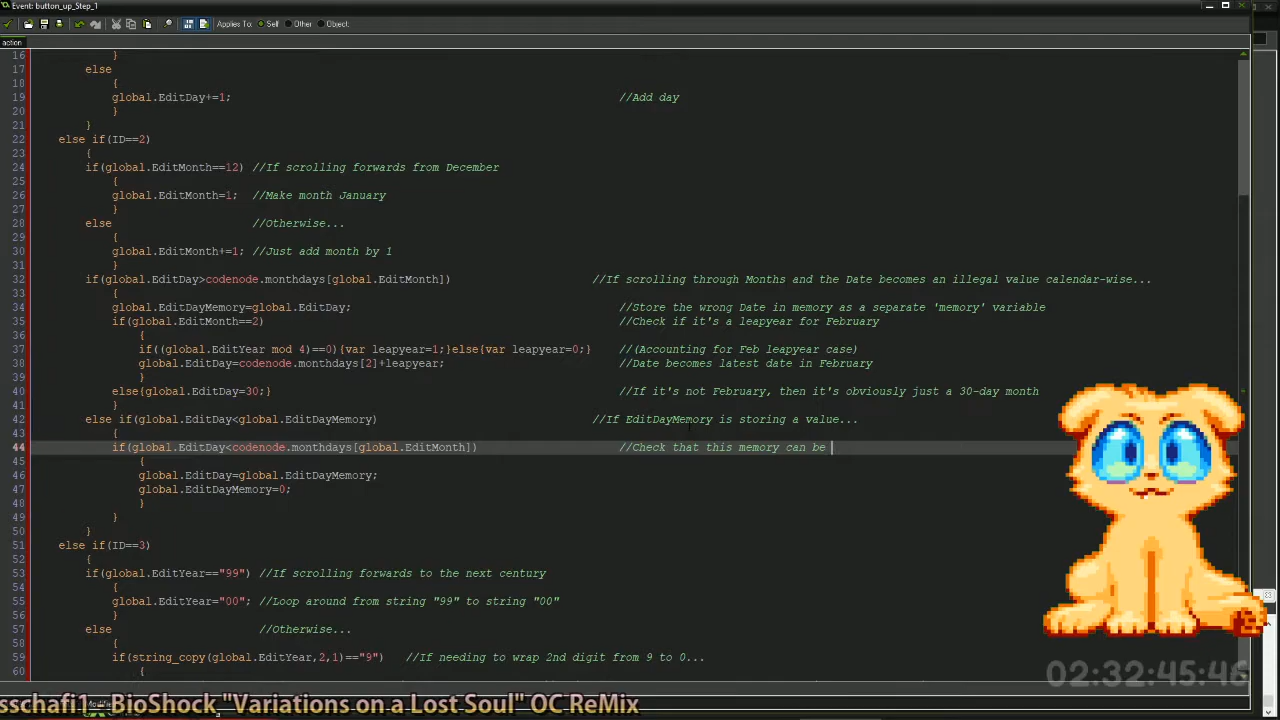 Event: button_up_Step_1
Applies To: Self Other Object:
action
16 }
17 else
18 {
19 global.EditDay+=1; //Add day
20 }
21 }
22 else if(ID==2)
23 {
24 if(global.EditMonth==12) //If scrolling forwards from December
25 {
26 global.EditMonth=1; //Make month January
27 }
28 else //Otherwise...
29 {
30 global.EditMonth+=1; //Just add month by 1
31 }
32 if(global.EditDay>codenode.monthdays[global.EditMonth]) //If scrolling through Months and the Date becomes an illegal value calendar-wise...
33 {
34 global.EditDayMemory=global.EditDay; //Store the wrong Date in memory as a separate 'memory' variable
35 if(global.EditMonth==2) //Check if it's a leapyear for February
36 {
37 if((global.EditYear mod 4)==0){var leapyear=1;}else{var leapyear=0;} //(Accounting for Feb leapyear case)
38 global.EditDay=codenode.monthdays[2]+leapyear; //Date becomes latest date in February
39 }
40 else{global.EditDay=30;} //If it's not February, then it's obviously just a 30-day month
41 }
42 else if(global.EditDay<global.EditDayMemory) //If EditDayMemory is storing a value...
43 {
44 if(global.EditDay<codenode.monthdays[global.EditMonth]) //Check that this memory can be
45 {
46 global.EditDay=global.EditDayMemory;
47 global.EditDayMemory=0;
48 }
49 }
50 }
51 else if(ID==3)
52 {
53 if(global.EditYear=="99") //If scrolling forwards to the next century
54 {
55 global.EditYear="00"; //Loop around from string "99" to string "00"
56 }
57 else //Otherwise...
58 {
59 if(string_copy(global.EditYear,2,1)=="9") //If needing to wrap 2nd digit from 9 to 0...
60 {
02:32:45:46
sschafi1 - BioShock "Variations on a Lost Soul" OC ReMix